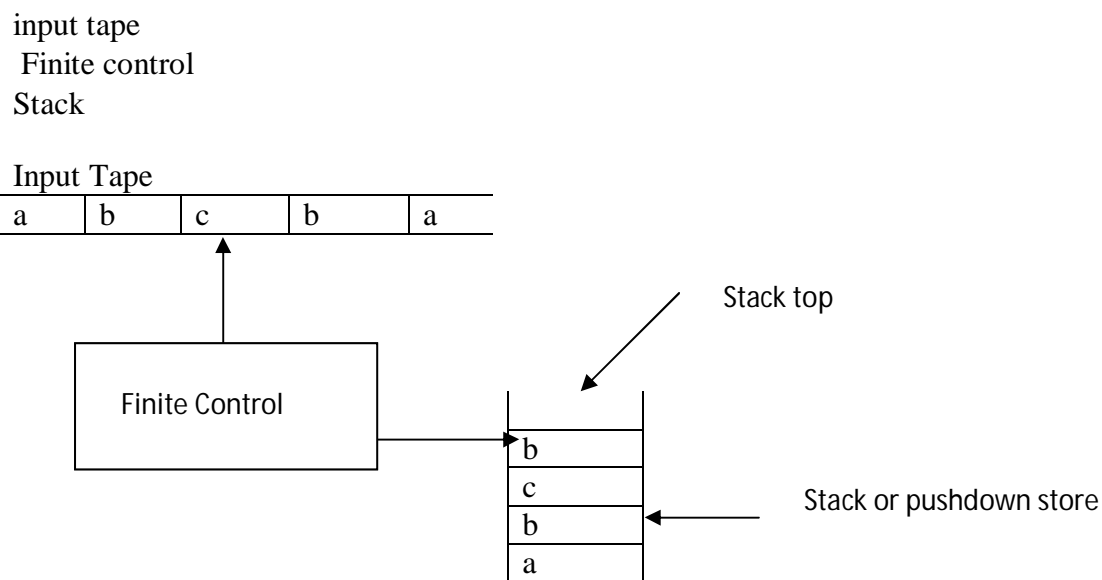 input tape
Finite control
Stack
Input Tape
a b c b a
Stack top
Finite Control
b
c
Stack or pushdown store
b
a